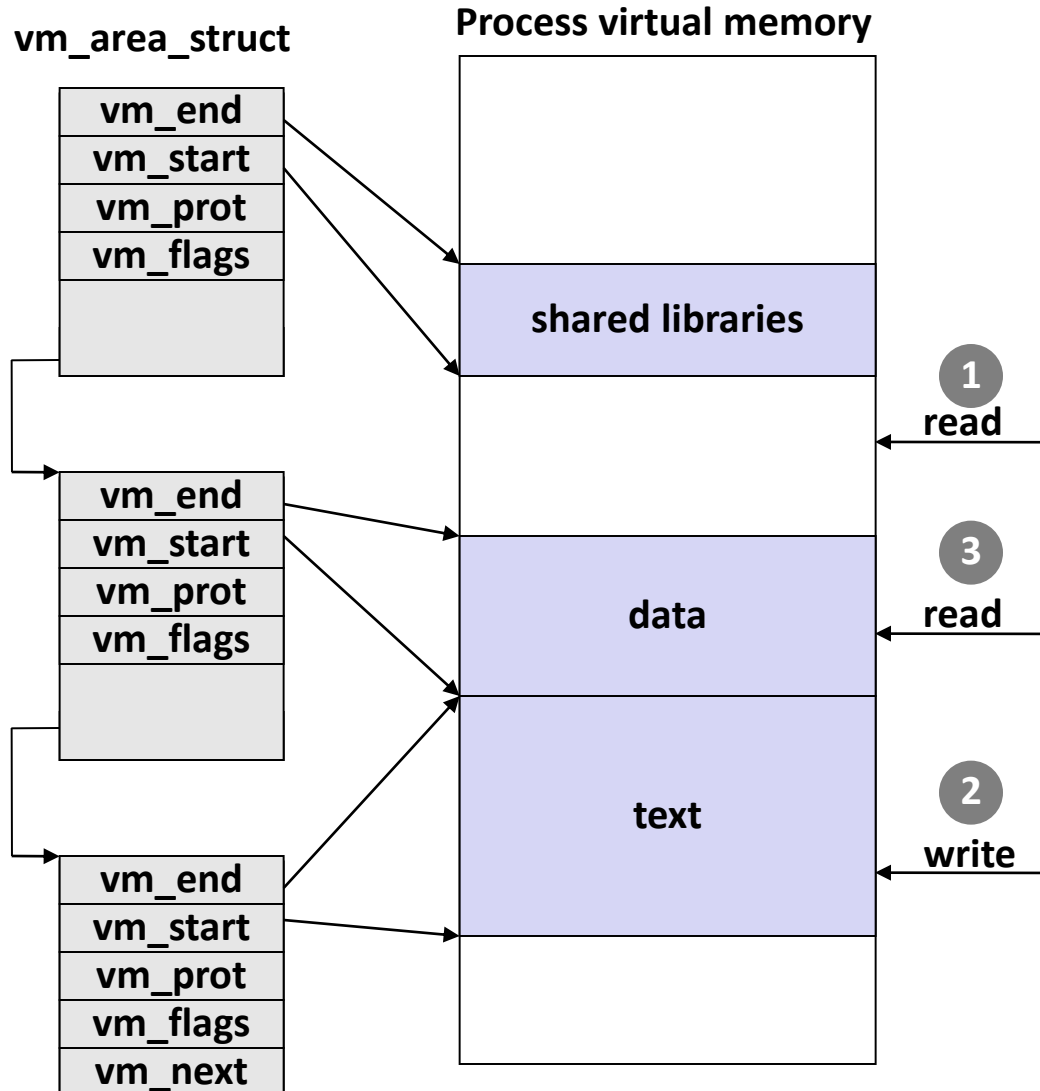 Process virtual memory
vm_area_struct
vm_end
vm_start
vm_prot
vm_flags
shared libraries
1
read
vm_end
vm_start
vm_prot
vm_flags
data
3
read
text
2
write
vm_end
vm_start
vm_prot
vm_flags
vm_next